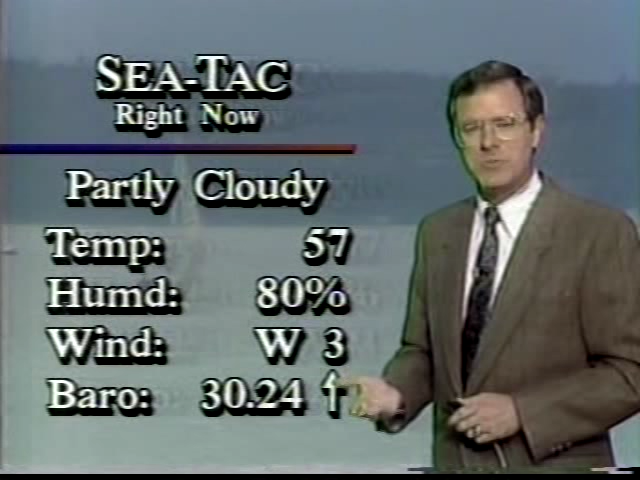 SEA-TAC
Right Now
Partly Cloudy
Temp: 57
Humd: 80%
Wind: W 3
Baro: 30.24 ↑